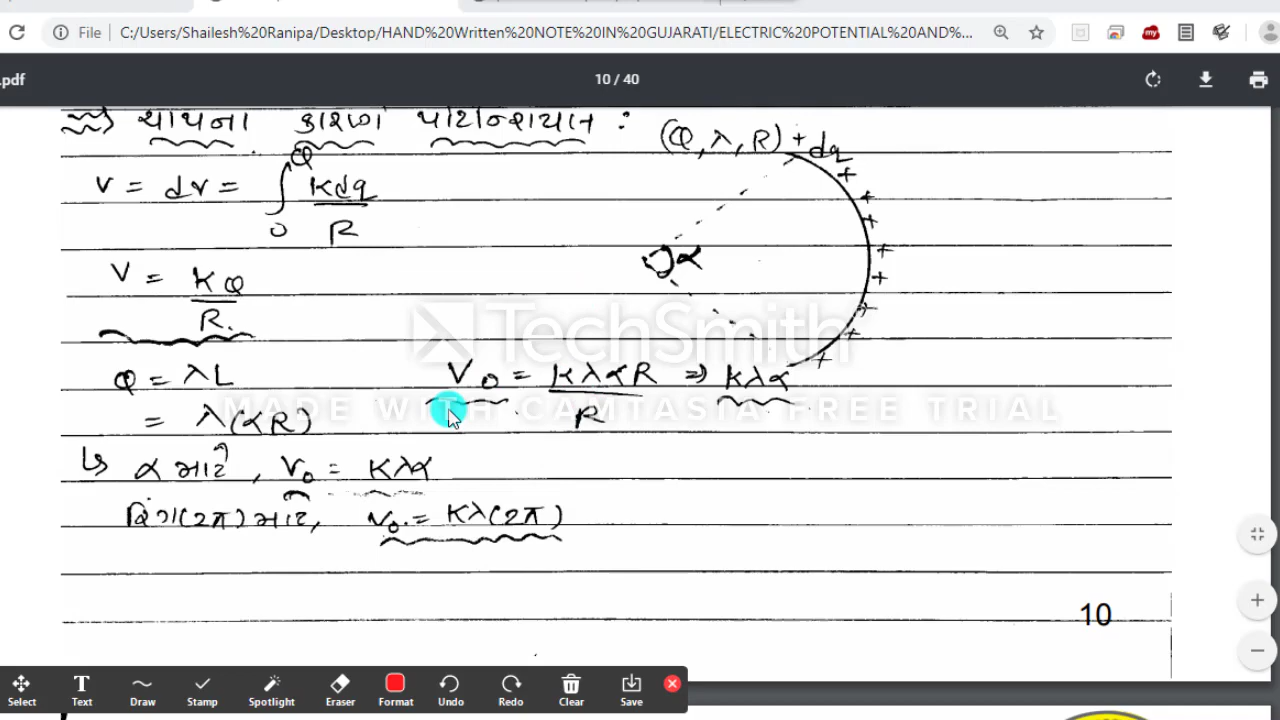 File C:/Users/Shailesh%20Ranipa/Desktop/HAND%20Written%20NOTE%20IN%20GUJARATI/ELECTRIC%20POTENTIAL%20AND%...
.pdf 10 / 40
ચાપના કારણે પોટેન્શીયલ : (Q, λ, R) + dq
V = dv = ∫₀^Q Kdq / R
V = KQ / R.
Q = λL
V₀ = KλαR / R ⇒ Kλα
= λ(αR)
↳ α માટે, V₀ = Kλα
રિંગ(2π) માટે, V₀ = Kλ(2π)
α
TechSmith
MADE WITH CAMTASIA FREE TRIAL
10
Select Text Draw Stamp Spotlight Eraser Format Undo Redo Clear Save